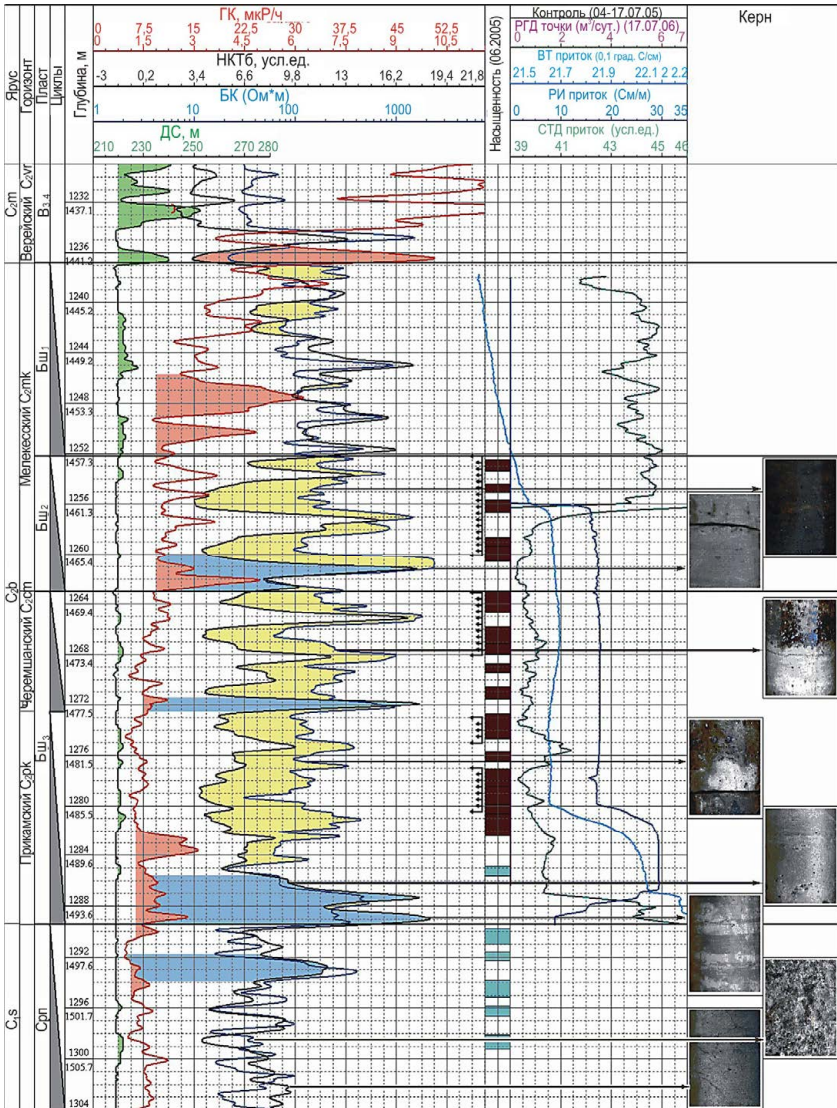 Ярус
Горизонт
Пласт
Циклы
Глубина, м
ГК, мкР/ч
0 7,5 15 22,5 30 37,5 45 52,5
0 1,5 3 4,5 6 7,5 9 10,5
НКТб, усл.ед.
-3 0,2 3,4 6,6 9,8 13 16,2 19,4 21,8
БК (Ом*м)
1 10 100 1000
ДС, м
210 230 250 270 280
Насыщенность (06.2005)
Контроль (04-17.07.05)
РГД точки (м³/сут.) (17.07.06)
0 2 4 6 7
ВТ приток (0,1 град. С/см)
21.5 21.7 21.9 22.1 2 2.2
РИ приток (См/м)
0 10 20 30 35
СТД приток (усл.ед.)
39 41 43 45 46
Керн
C₂m
Верейский C₂vr
В₃,₄
1232
1437.1
1236
1441.2
C₂b
Мелекесский C₂mk
Бш₁
1240
1445.2
1244
1449.2
1248
1453.3
1252
1457.3
Бш₂
1256
1461.3
1260
1465.4
Черемшанский C₂cm
1264
1469.4
1268
1473.4
1272
1477.5
Прикамский C₂pk
Бш₃
1276
1481.5
1280
1485.5
1284
1489.6
1288
1493.6
C₁s
Срп
1292
1497.6
1296
1501.7
1300
1505.7
1304